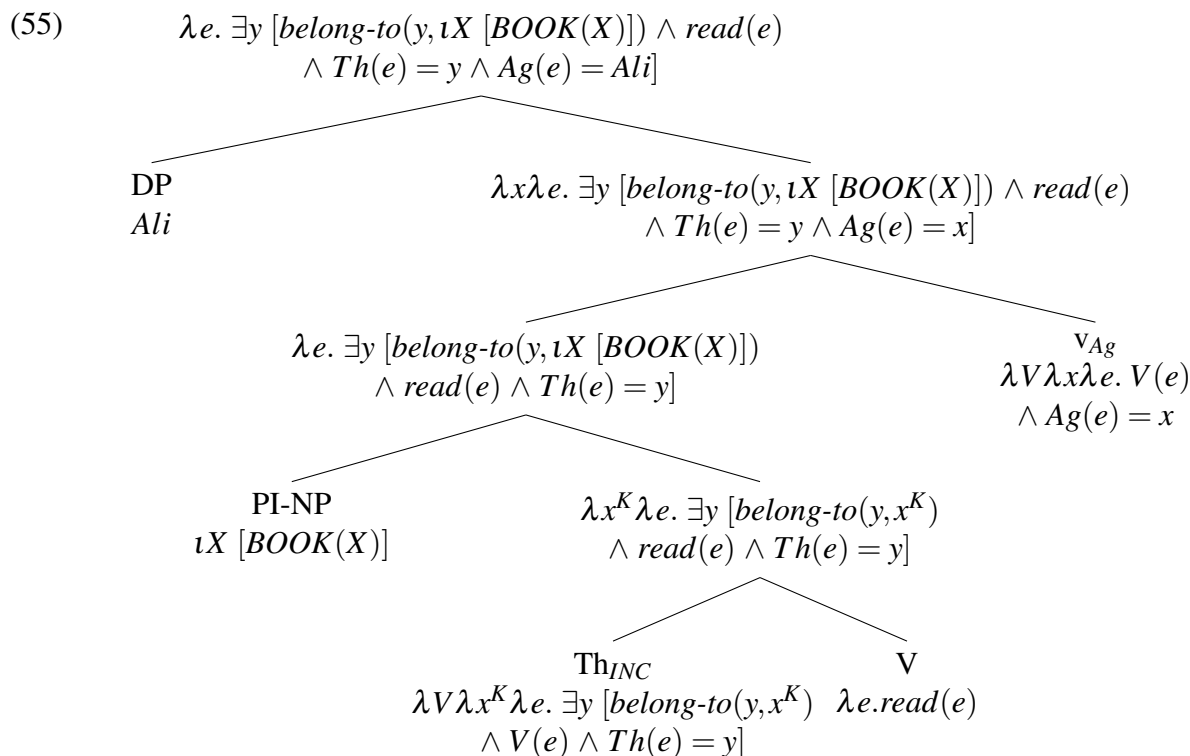 (55) λe. ∃y [belong-to(y, ιX [BOOK(X)]) ∧ read(e)
∧ Th(e) = y ∧ Ag(e) = Ali]
DP
Ali
λxλe. ∃y [belong-to(y, ιX [BOOK(X)]) ∧ read(e)
∧ Th(e) = y ∧ Ag(e) = x]
λe. ∃y [belong-to(y, ιX [BOOK(X)])
∧ read(e) ∧ Th(e) = y]
v_Ag
λVλxλe. V(e)
∧ Ag(e) = x
PI-NP
ιX [BOOK(X)]
λx^Kλe. ∃y [belong-to(y, x^K)
∧ read(e) ∧ Th(e) = y]
Th_INC
λVλx^Kλe. ∃y [belong-to(y, x^K)
∧ V(e) ∧ Th(e) = y]
V
λe.read(e)